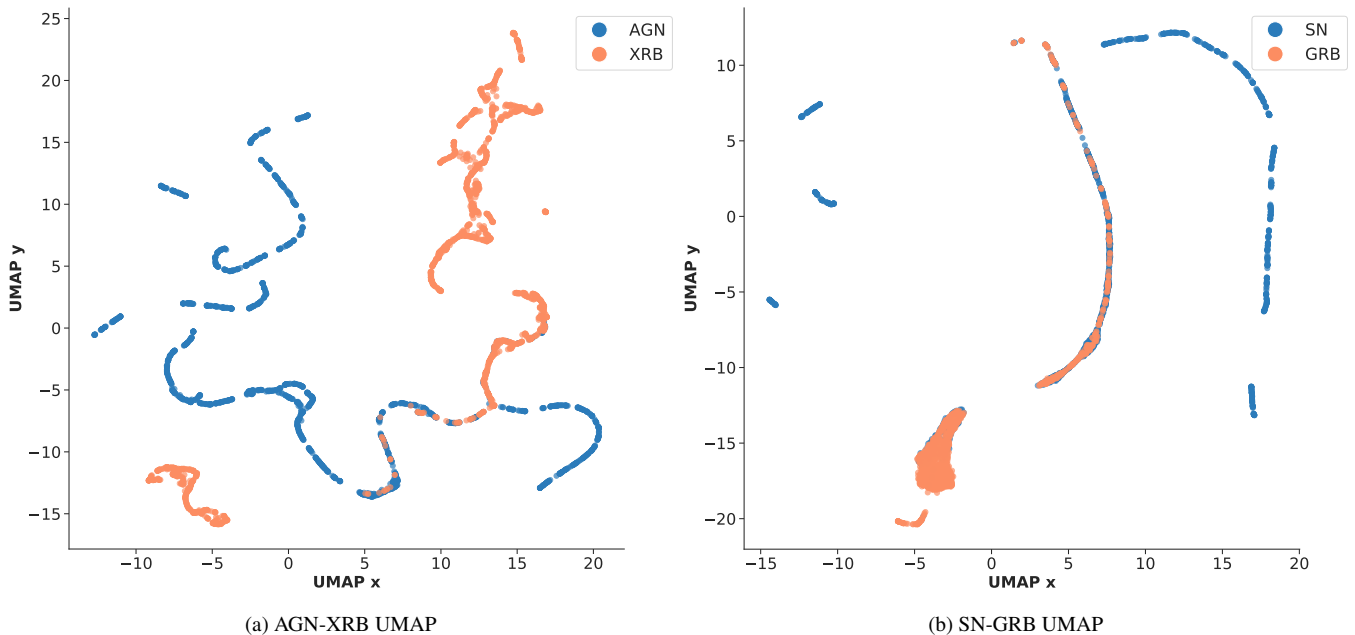 25
20
15
10
5
0
−5
−10
−15
UMAP y
AGN
XRB
−10 −5 0 5 10 15 20
UMAP x
(a) AGN-XRB UMAP
10
5
0
−5
−10
−15
−20
UMAP y
SN
GRB
−15 −10 −5 0 5 10 15 20
UMAP x
(b) SN-GRB UMAP